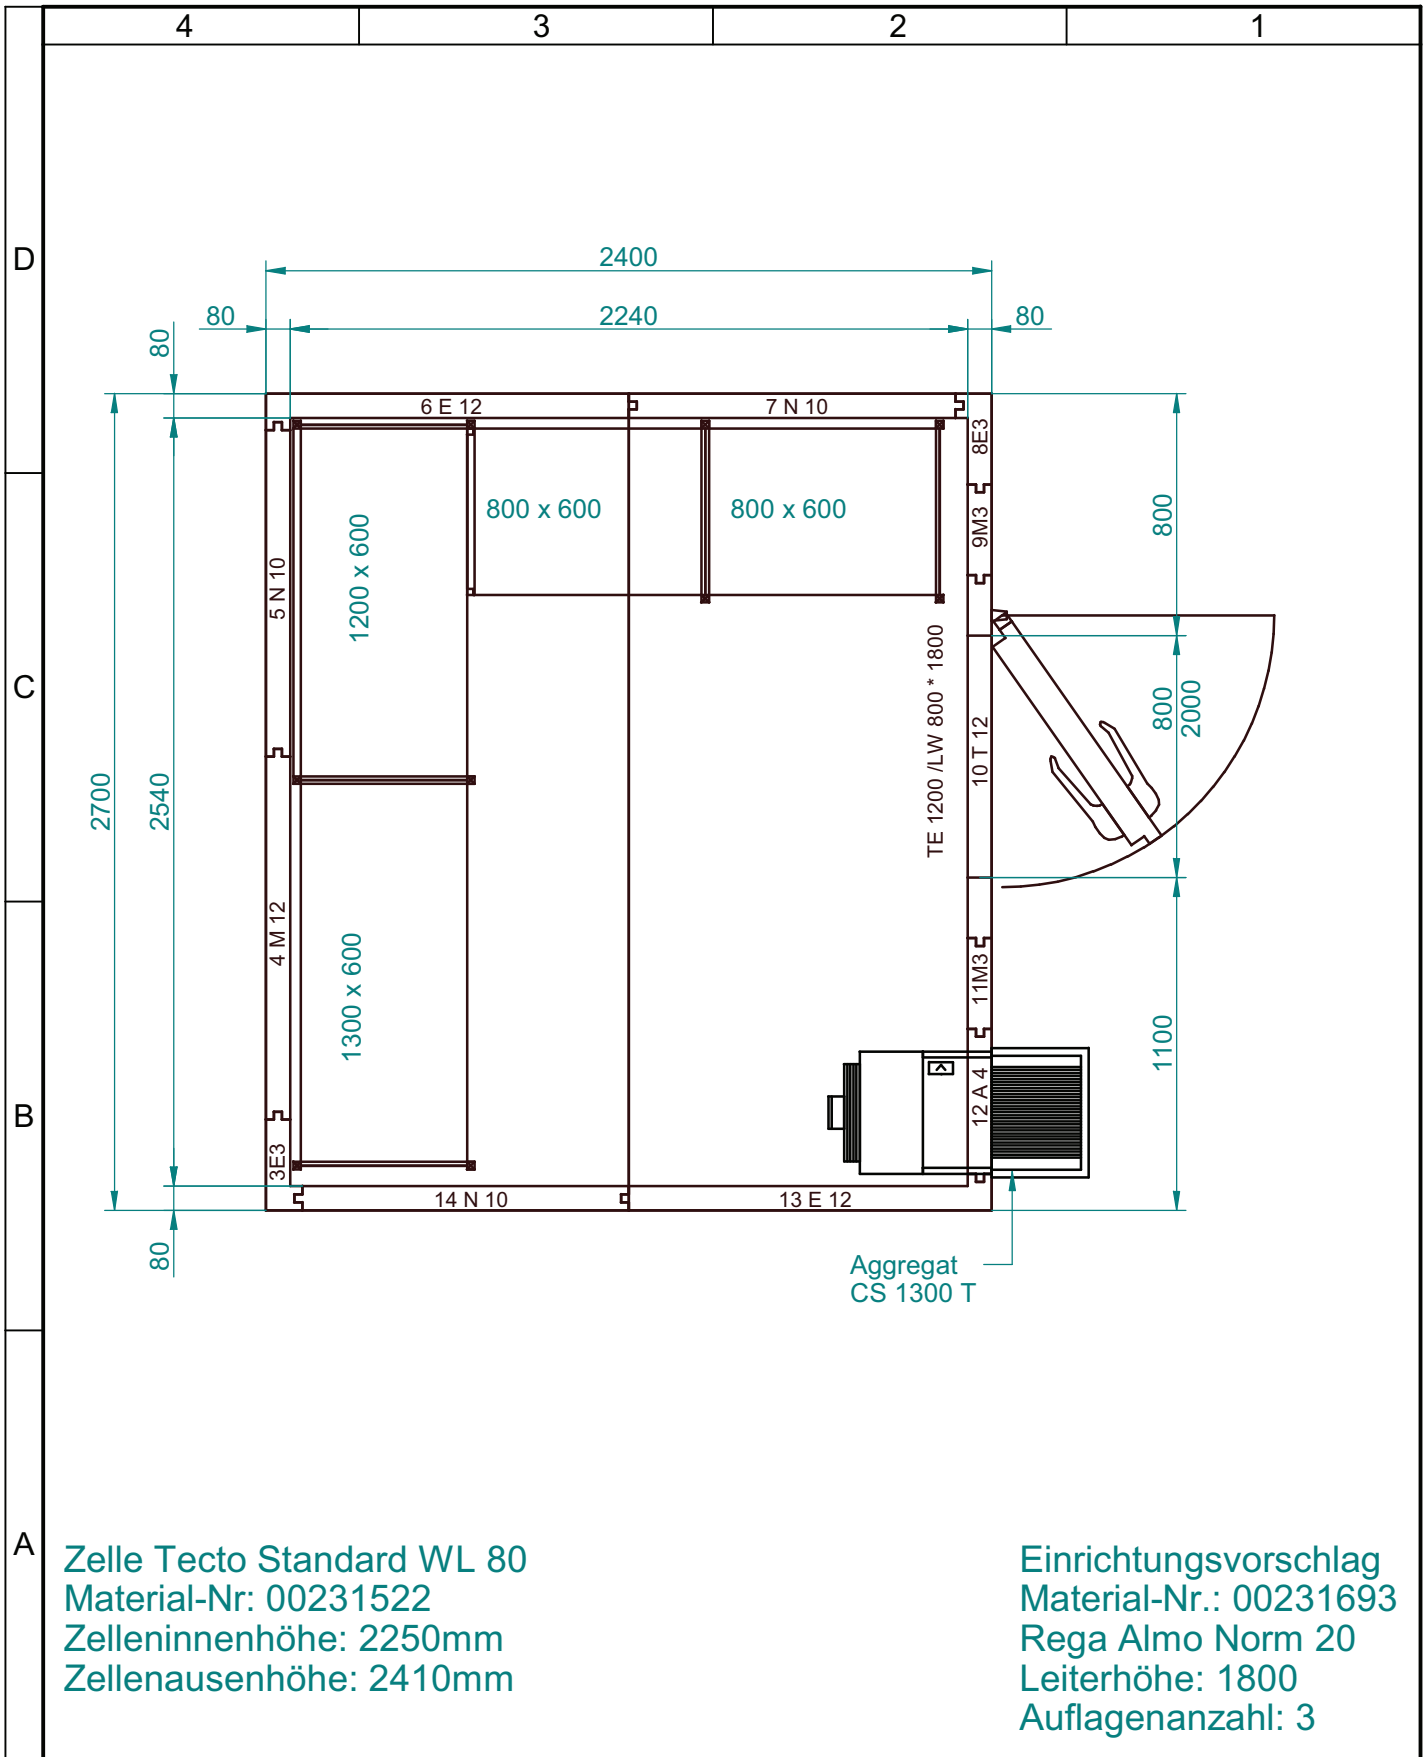 4 3 2 1
D
C
B
A
2400
80 2240 80
80
6 E 12 7 N 10
8E3
9M3
800 x 600 800 x 600
1200 x 600
5 N 10
800
TE 1200 /LW 800 * 1800
10 T 12
800
2000
2700
2540
4 M 12
1300 x 600
11M3
1100
12 A 4
3E3
14 N 10 13 E 12
80
Aggregat
CS 1300 T
Zelle Tecto Standard WL 80
Material-Nr: 00231522
Zelleninnenhöhe: 2250mm
Zellenausenhöhe: 2410mm
Einrichtungsvorschlag
Material-Nr.: 00231693
Rega Almo Norm 20
Leiterhöhe: 1800
Auflagenanzahl: 3